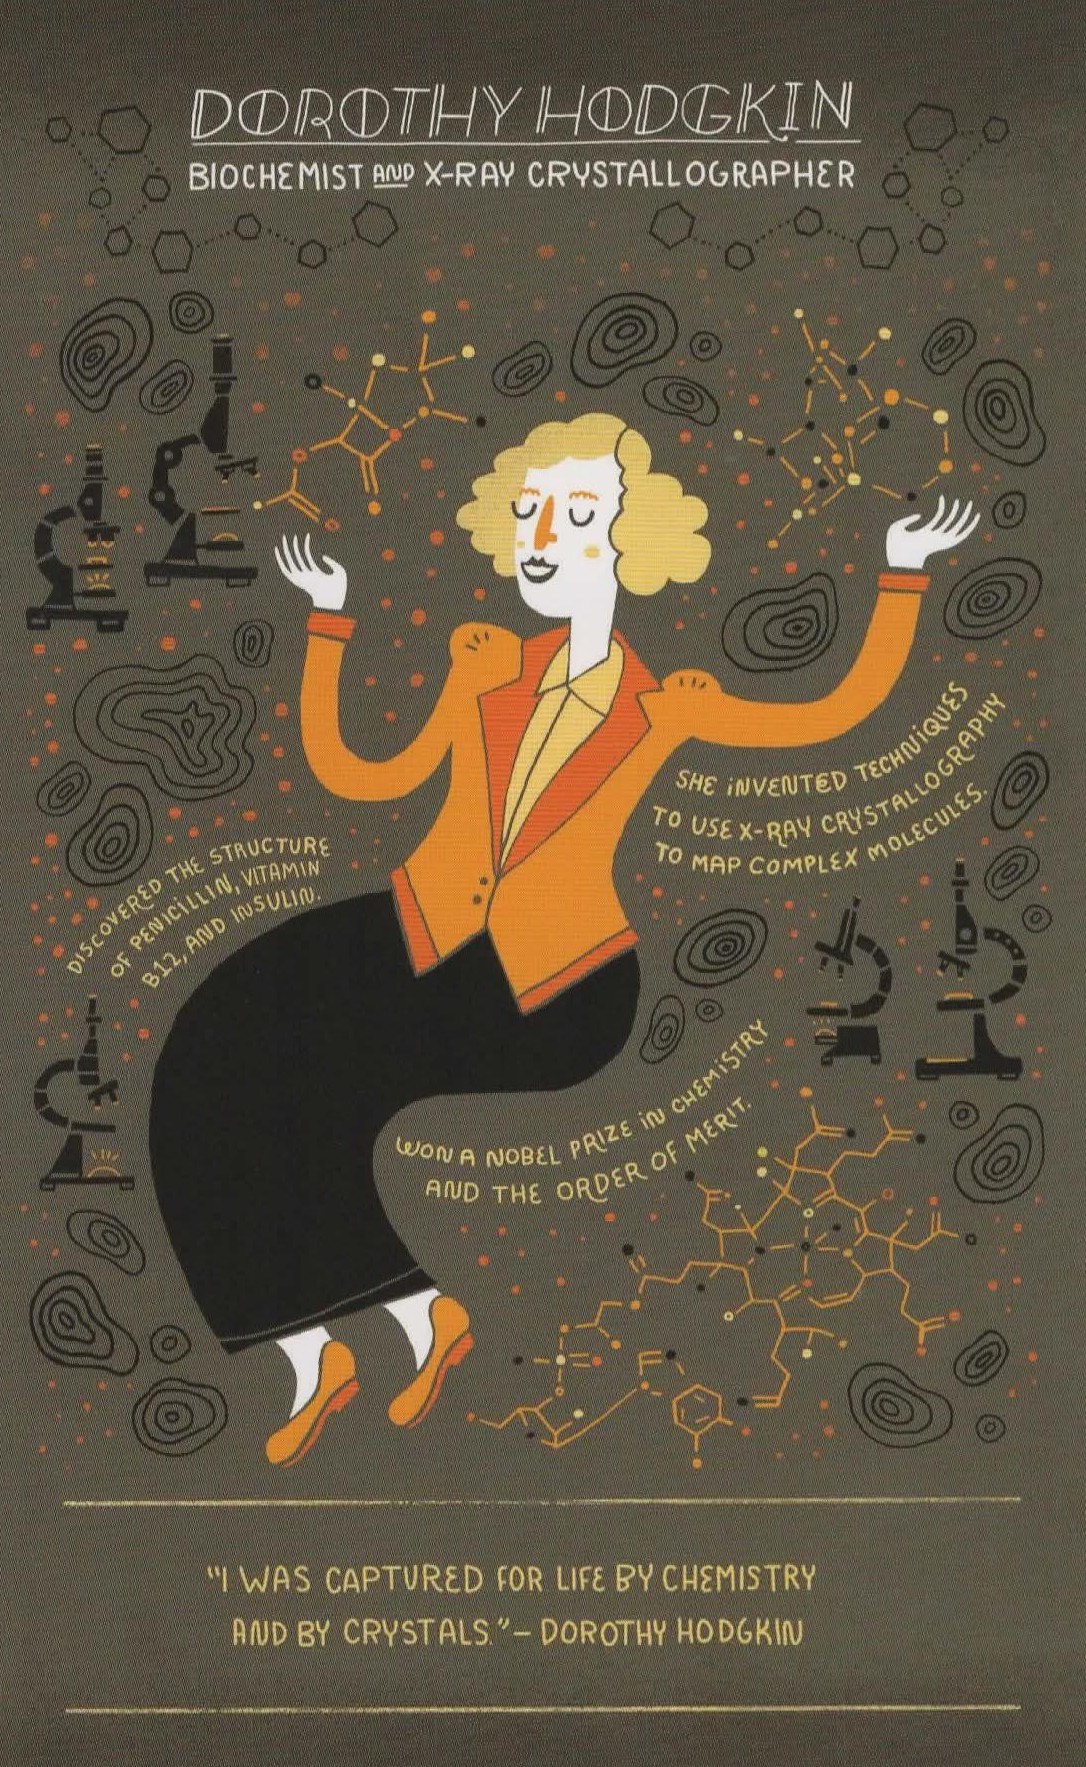 DOROTHY HODGKIN
BIOCHEMIST AND X-RAY CRYSTALLOGRAPHER
SHE INVENTED TECHNIQUES
TO USE X-RAY CRYSTALLOGRAPHY
TO MAP COMPLEX MOLECULES.
DISCOVERED THE STRUCTURE
OF PENICILLIN, VITAMIN
B12, AND INSULIN.
WON A NOBEL PRIZE IN CHEMISTRY
AND THE ORDER OF MERIT.
"I WAS CAPTURED FOR LIFE BY CHEMISTRY
AND BY CRYSTALS."– DOROTHY HODGKIN